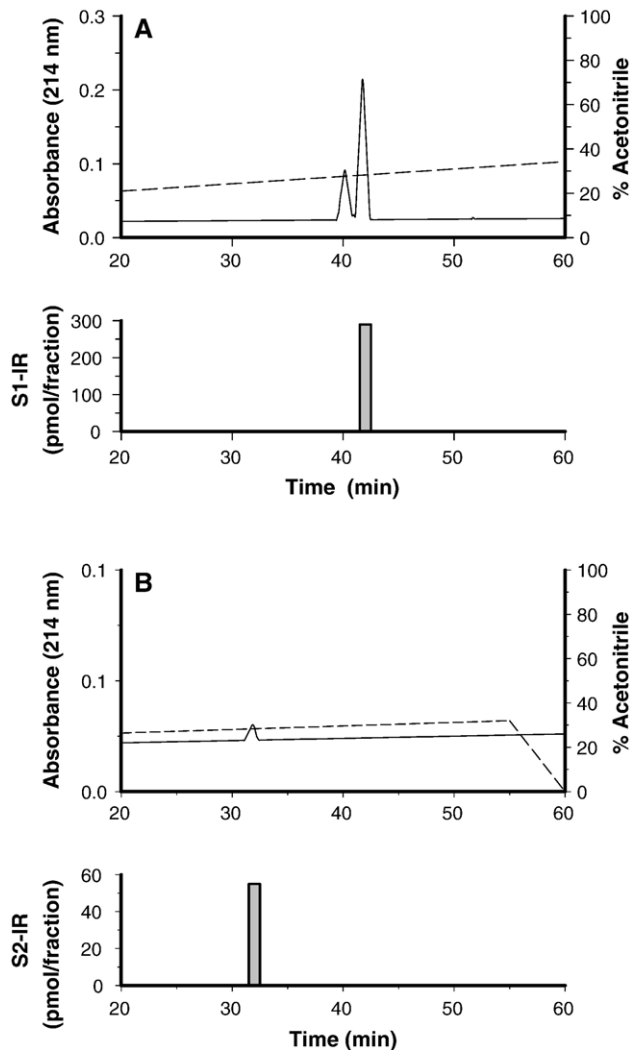 A
Absorbance (214 nm)
0.3
0.2
0.1
0.0
% Acetonitrile
100
80
60
40
20
0
20 30 40 50 60
S1-IR
(pmol/fraction)
300
200
100
0
20 30 40 50 60
Time (min)
B
Absorbance (214 nm)
0.1
0.1
0.0
% Acetonitrile
100
80
60
40
20
0
20 30 40 50 60
S2-IR
(pmol/fraction)
60
40
20
0
20 30 40 50 60
Time (min)